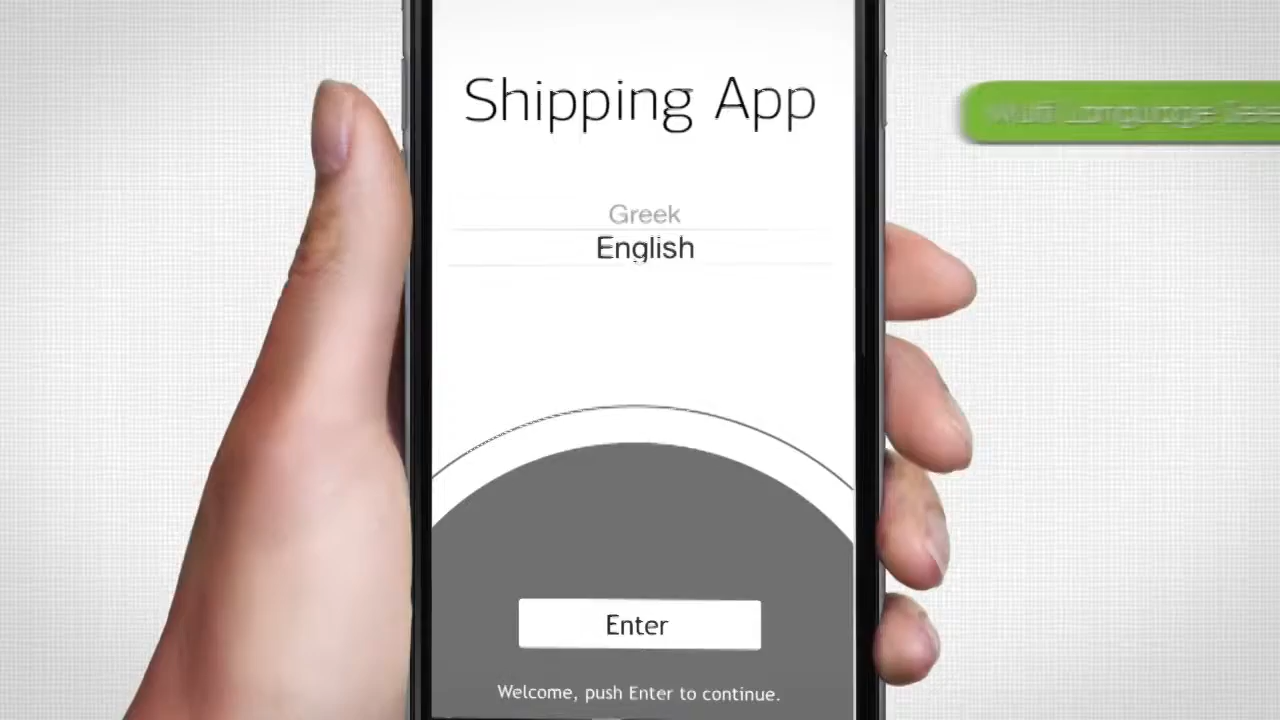 Shipping App
Greek
English
Enter
Welcome, push Enter to continue.